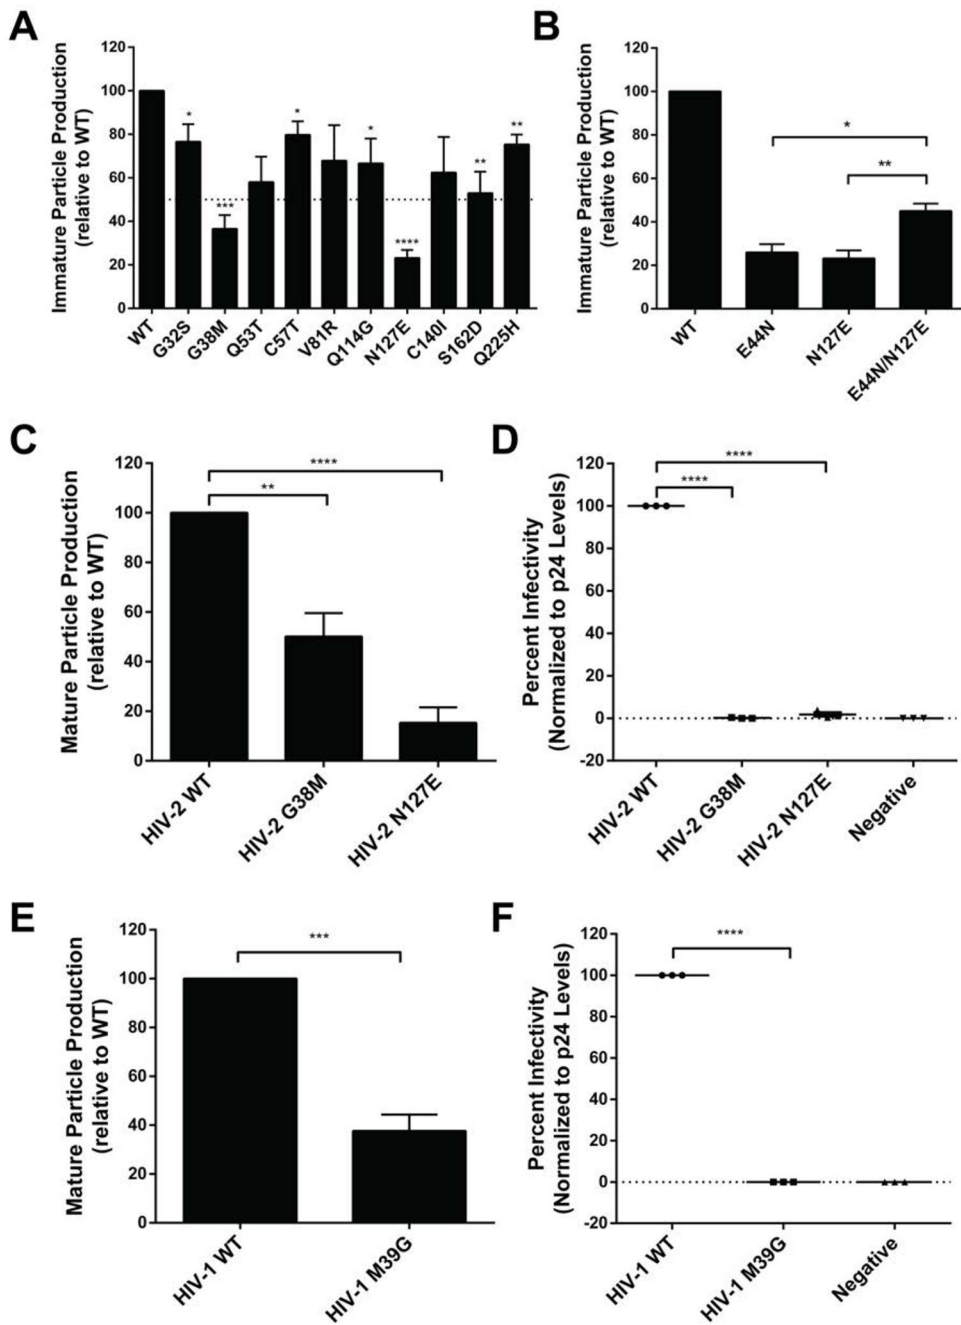 A
Immature Particle Production
(relative to WT)
120
100
80
60
40
20
0
*
***
*
*
****
**
**
WT
G32S
G38M
Q53T
C57T
V81R
Q114G
N127E
C140I
S162D
Q225H
B
Immature Particle Production
(relative to WT)
120
100
80
60
40
20
0
*
**
WT
E44N
N127E
E44N/N127E
C
Mature Particle Production
(relative to WT)
120
100
80
60
40
20
0
****
**
HIV-2 WT
HIV-2 G38M
HIV-2 N127E
D
Percent Infectivity
(Normalized to p24 Levels)
120
100
80
60
40
20
0
-20
****
****
HIV-2 WT
HIV-2 G38M
HIV-2 N127E
Negative
E
Mature Particle Production
(relative to WT)
120
100
80
60
40
20
0
***
HIV-1 WT
HIV-1 M39G
F
Percent Infectivity
(Normalized to p24 Levels)
120
100
80
60
40
20
0
-20
****
HIV-1 WT
HIV-1 M39G
Negative